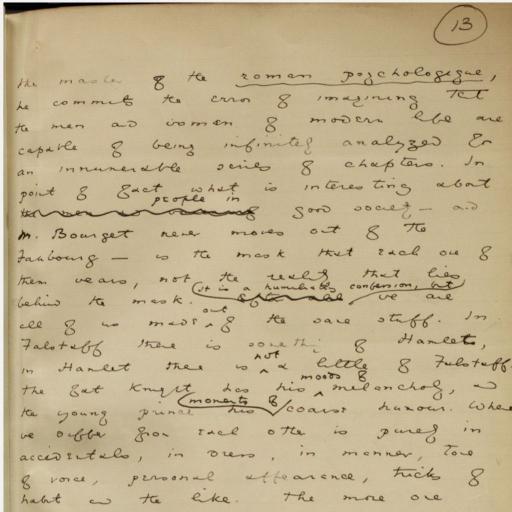 13
the master of the roman psychologique,
he commits the error of imagining that
the men and women of modern life are
capable of being infinitely analyzed for
an innumerable series of chapters. In
point of fact what is interesting about
people in
good society — and
M. Bourget never moves out of the
Faubourg — is the mask that each one of
them wears, not the reality that lies
It is a humiliating confession, but
behind the mask. we are
out
all of us made of the same stuff. In
Falstaff there is something of Hamlet,
not
in Hamlet there is a little of Falstaff.
moods of
The fat Knight has his melancholy, and
moments of
the young prince his coarse humour. Where
we differ from each other is purely in
accidentals, in dress, in manner, tone
of voice, personal appearance, tricks of
habit and the like. The more one